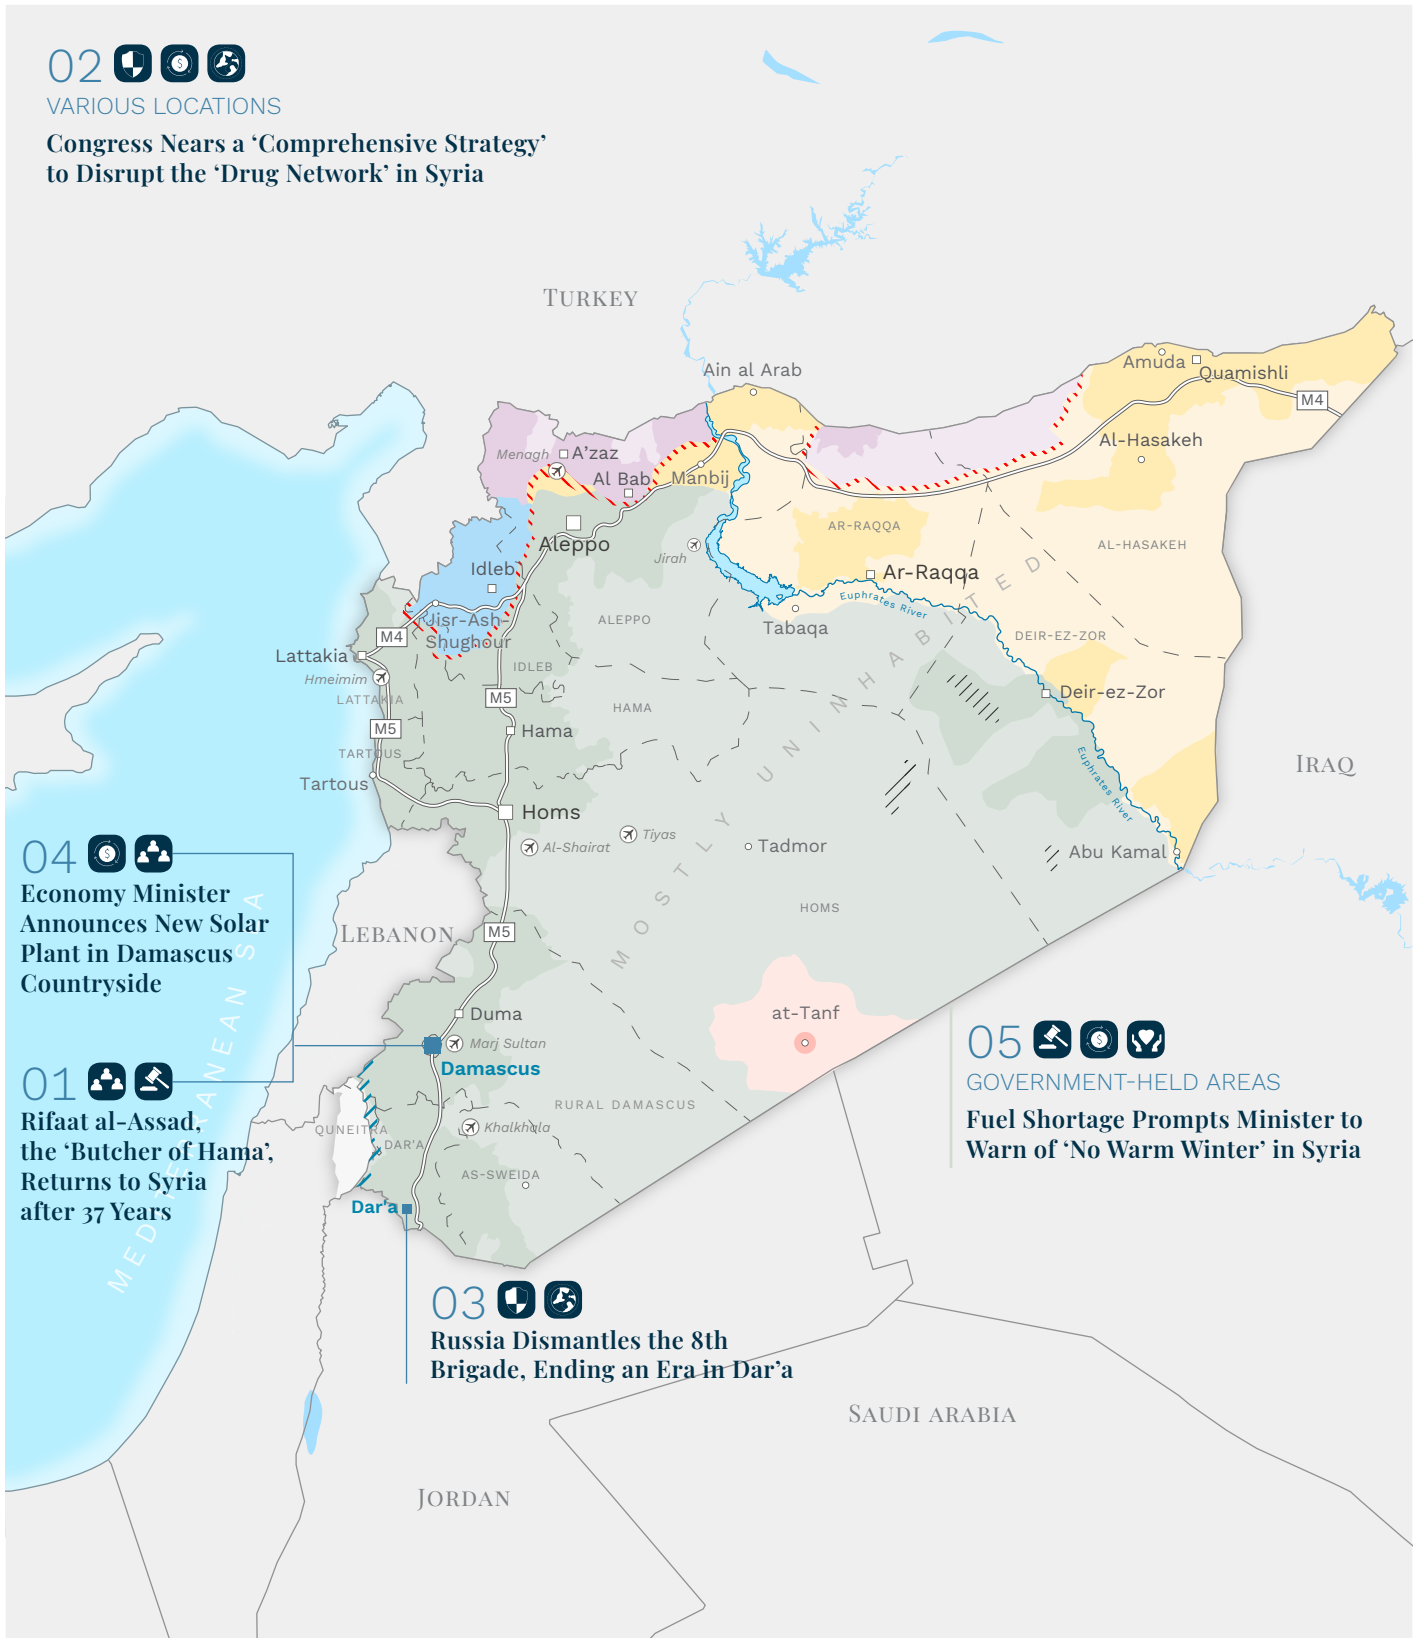 02
VARIOUS LOCATIONS
Congress Nears a ‘Comprehensive Strategy’
to Disrupt the ‘Drug Network’ in Syria
TURKEY
Ain al Arab
Amuda
Quamishli
M4
Menagh
A’zaz
Al Bab
Manbij
Al-Hasakeh
AR-RAQQA
AL-HASAKEH
Aleppo
Jirah
Idleb
Ar-Raqqa
Euphrates River
Jisr-Ash-
Shughour
ALEPPO
Tabaqa
M4
DEIR-EZ-ZOR
Lattakia
IDLEB
Hmeimim
LATTAKIA
M5
HAMA
Deir-ez-Zor
M5
Hama
TARTOUS
Euphrates River
IRAQ
Tartous
MOSTLY UNINHABITED
Homs
Al-Shairat
Tiyas
Tadmor
Abu Kamal
HOMS
04
Economy Minister
Announces New Solar
Plant in Damascus
Countryside
LEBANON
M5
MEDITERRANEAN SEA
Duma
at-Tanf
Marj Sultan
Damascus
01
Rifaat al-Assad,
the ‘Butcher of Hama’,
Returns to Syria
after 37 Years
RURAL DAMASCUS
QUNEITRA
Khalkhala
DAR’A
AS-SWEIDA
Dar'a
05
GOVERNMENT-HELD AREAS
Fuel Shortage Prompts Minister to
Warn of ‘No Warm Winter’ in Syria
03
Russia Dismantles the 8th
Brigade, Ending an Era in Dar’a
SAUDI ARABIA
JORDAN